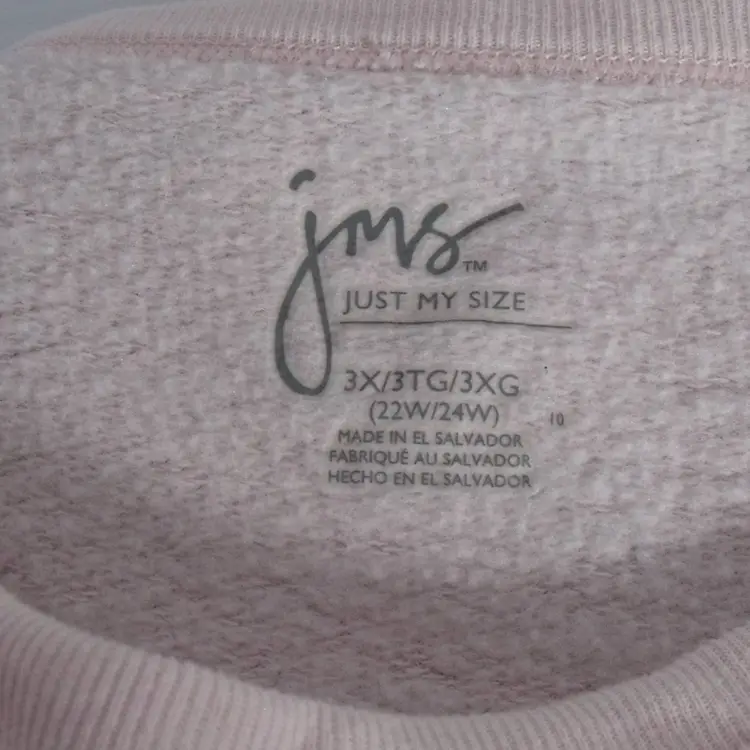 jms™
JUST MY SIZE
3X/3TG/3XG
(22W/24W)
10
MADE IN EL SALVADOR
FABRIQUÉ AU SALVADOR
HECHO EN EL SALVADOR